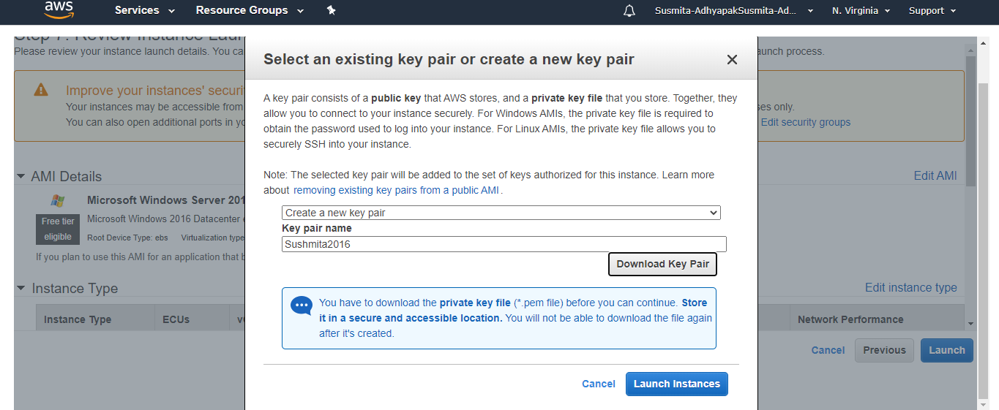 aws
Services
Resource Groups
Susmita-AdhyapakSusmita-Ad...
N. Virginia
Support
Step 7: Review Instance Laun
Please review your instance launch details. You ca
aunch process.
Select an existing key pair or create a new key pair
Improve your instances' securi
Your instances may be accessible from
ses only.
You can also open additional ports in yo
Edit security groups
A key pair consists of a public key that AWS stores, and a private key file that you store. Together, they
allow you to connect to your instance securely. For Windows AMIs, the private key file is required to
obtain the password used to log into your instance. For Linux AMIs, the private key file allows you to
securely SSH into your instance.
Note: The selected key pair will be added to the set of keys authorized for this instance. Learn more
about removing existing key pairs from a public AMI.
AMI Details
Edit AMI
Microsoft Windows Server 201
Free tier
eligible
Microsoft Windows 2016 Datacenter e
Root Device Type: ebs Virtualization type
If you plan to use this AMI for an application that b
Create a new key pair
Key pair name
Sushmita2016
Download Key Pair
Instance Type
Edit instance type
Instance Type
ECUs
Network Performance
You have to download the private key file (*.pem file) before you can continue. Store
it in a secure and accessible location. You will not be able to download the file again
after it's created.
Cancel
Previous
Launch
Cancel
Launch Instances